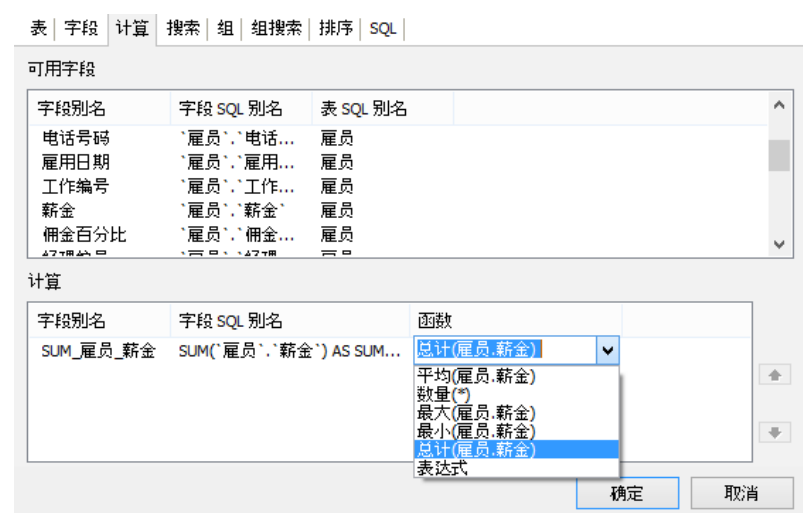 表 字段 计算 搜索 组 组搜索 排序 SQL
可用字段
字段别名 字段 SQL 别名 表 SQL 别名
电话号码 `雇员`.`电话... 雇员
雇用日期 `雇员`.`雇用... 雇员
工作编号 `雇员`.`工作... 雇员
薪金 `雇员`.`薪金` 雇员
佣金百分比 `雇员`.`佣金... 雇员
计算
字段别名 字段 SQL 别名 函数
SUM_雇员_薪金 SUM(`雇员`.`薪金`) AS SUM... 总计(雇员.薪金)
平均(雇员.薪金)
数量(*)
最大(雇员.薪金)
最小(雇员.薪金)
总计(雇员.薪金)
表达式
确定 取消